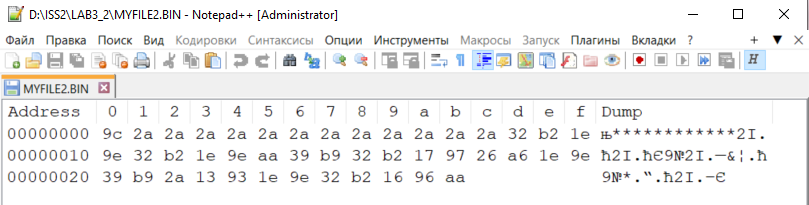 D:\ISS2\LAB3_2\MYFILE2.BIN - Notepad++ [Administrator]
Файл Правка Поиск Вид Кодировки Синтаксисы Опции Инструменты Макросы Запуск Плагины Вкладки ? + ▼ ×
MYFILE2.BIN
Address 0 1 2 3 4 5 6 7 8 9 a b c d e f Dump
00000000 9c 2a 2a 2a 2a 2a 2a 2a 2a 2a 2a 2a 2a 32 b2 1e њ************2І.
00000010 9e 32 b2 1e 9e aa 39 b9 32 b2 17 97 26 a6 1e 9e ћ2І.ћЄ9№2І.—&¦.ћ
00000020 39 b9 2a 13 93 1e 9e 32 b2 16 96 aa 9№*.“.ћ2І.–Є